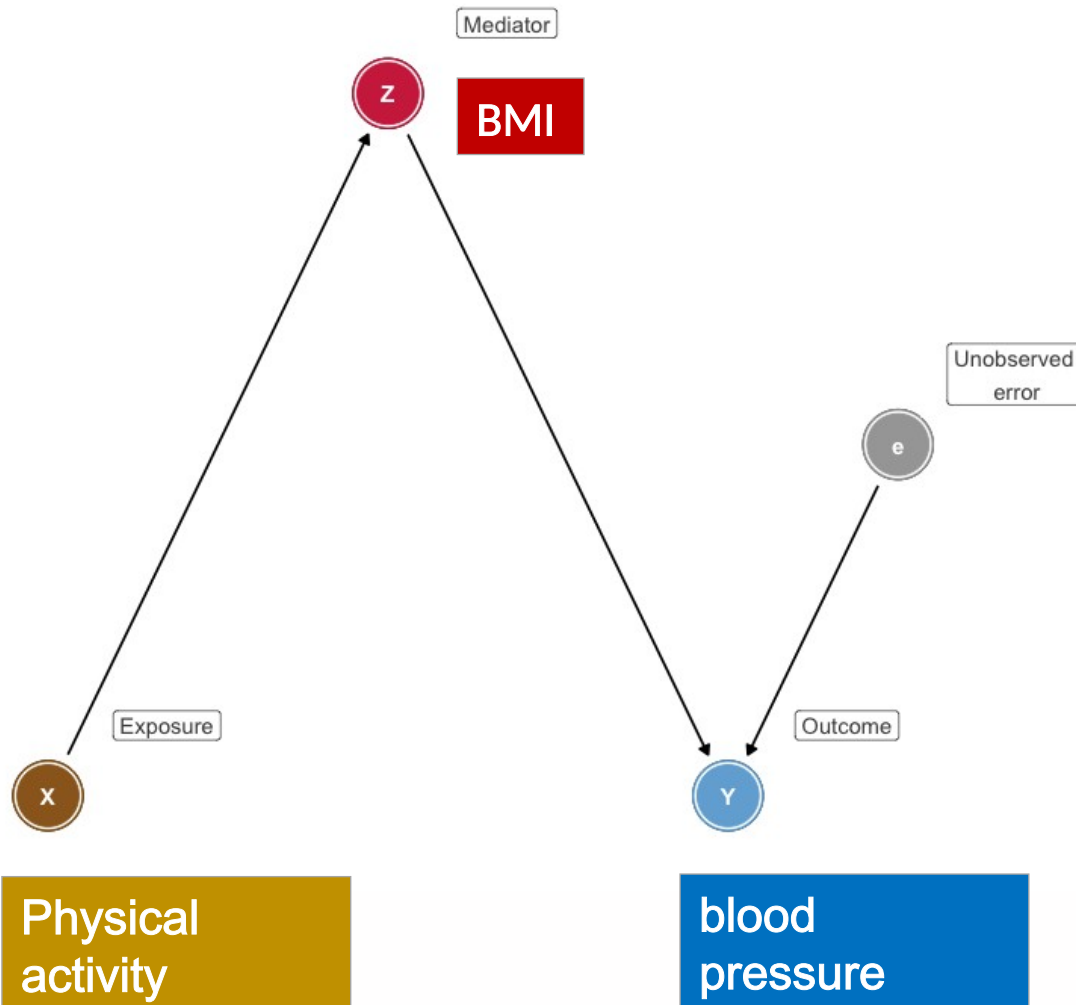 Mediator
Z
BMI
Unobserved
error
e
Exposure
Outcome
X
Y
Physical
activity
blood
pressure